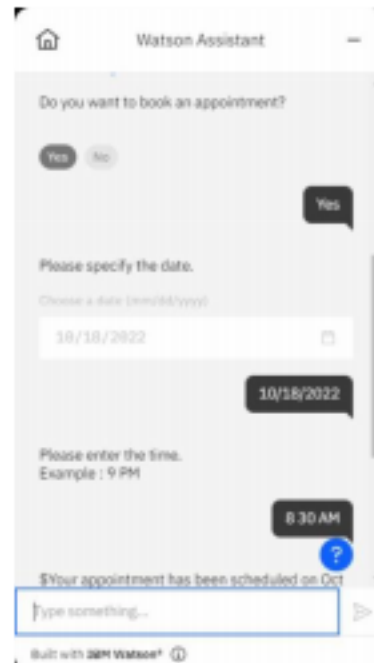 Watson Assistant
Do you want to book an appointment?
Yes No
Yes
Please specify the date.
Choose a date (mm/dd/yyyy)
10/18/2022
10/18/2022
Please enter the time.
Example : 9 PM
8 30 AM
?
$Your appointment has been scheduled on Oct
Type something...
Built with IBM Watson®